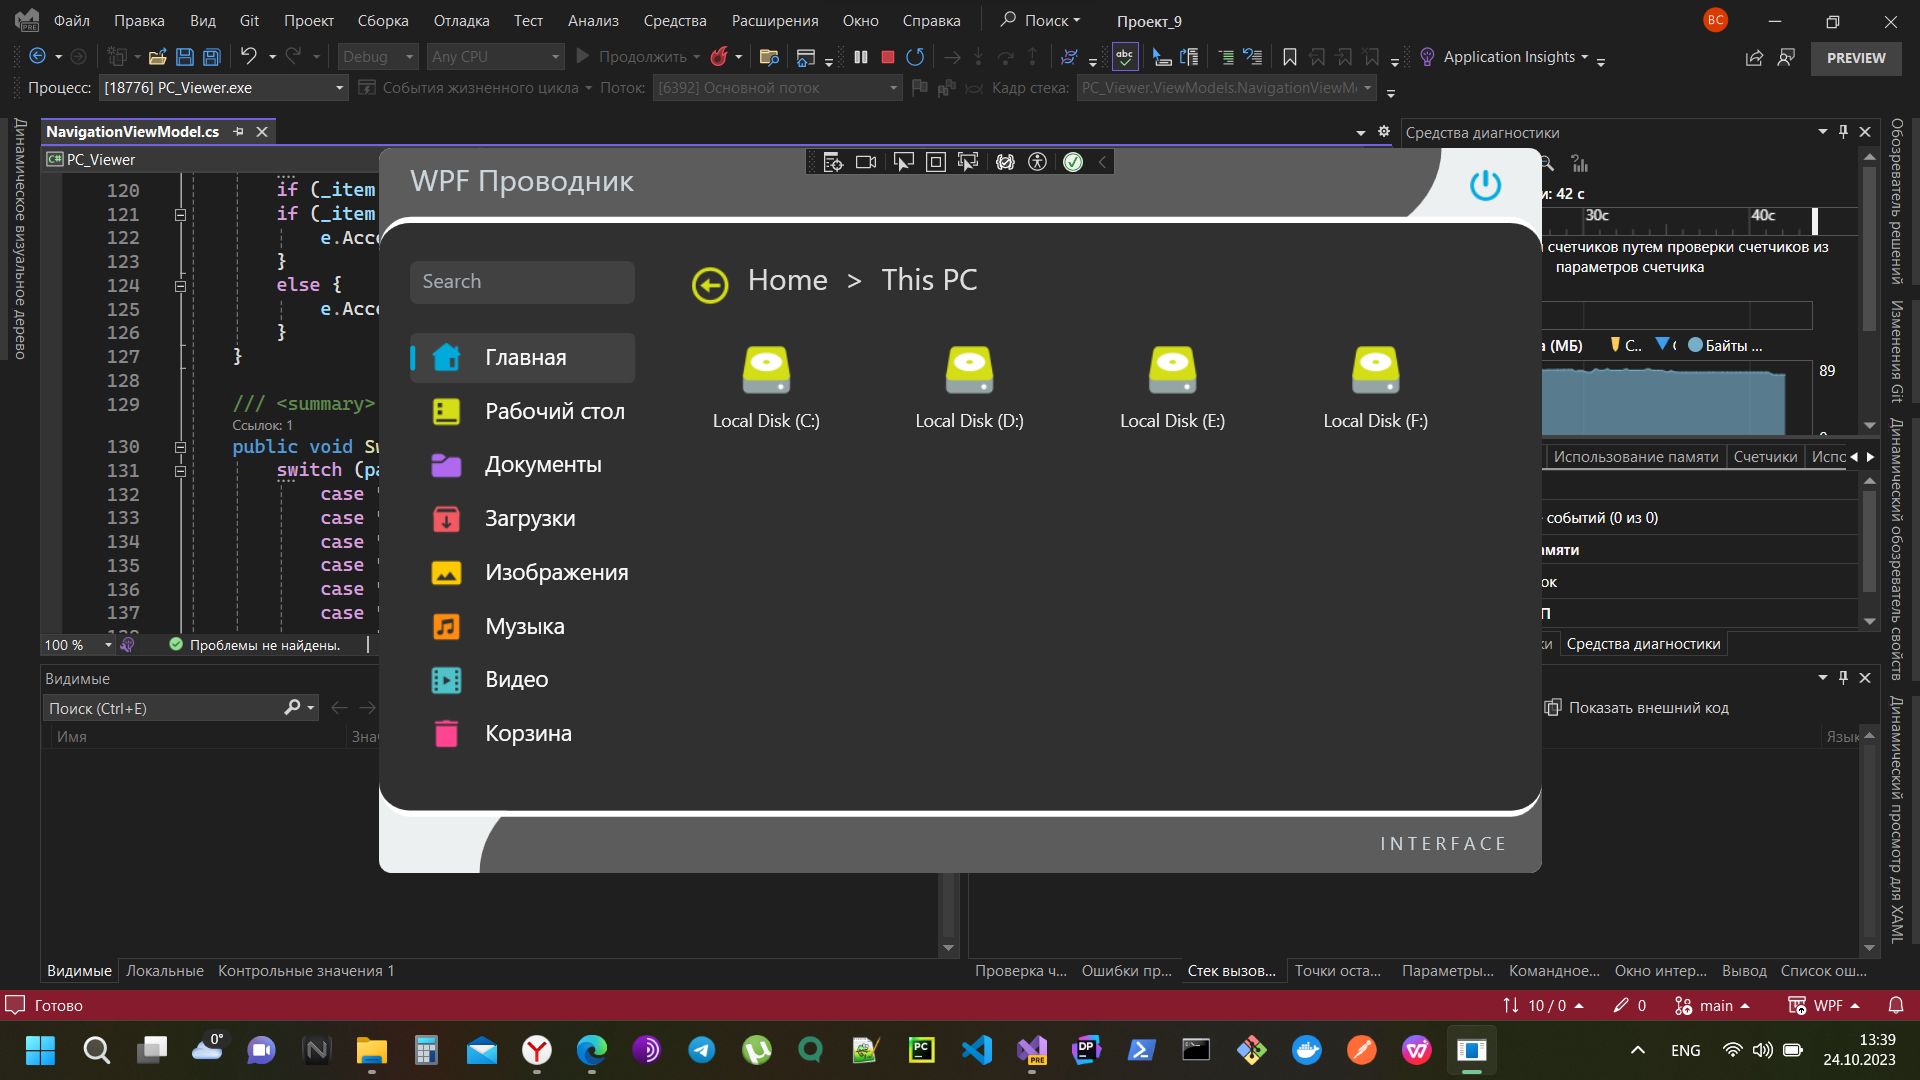 Файл Правка Вид Git Проект Сборка Отладка Тест Анализ Средства Расширения Окно Справка Поиск Проект_9 ВС
Debug Any CPU Продолжить Application Insights PREVIEW
Процесс: [18776] PC_Viewer.exe События жизненного цикла Поток: [6392] Основной поток Кадр стека: PC_Viewer.ViewModels.NavigationViewM
Динамическое визуальное дерево
NavigationViewModel.cs
C# PC_Viewer
120 if (_item
121 if (_item
122 e.Acce
123 }
124 else {
125 e.Acce
126 }
127 }
128
129 /// <summary>
Ссылок: 1
130 public void Sw
131 switch (pa
132 case "
133 case "
134 case "
135 case "
136 case "
137 case "
100 % Проблемы не найдены.
WPF Проводник
Search
Home > This PC
Главная
Рабочий стол
Документы
Загрузки
Изображения
Музыка
Видео
Корзина
Local Disk (C:) Local Disk (D:) Local Disk (E:) Local Disk (F:)
INTERFACE
Средства диагностики
и: 42 с
30с 40с
счетчиков путем проверки счетчиков из
параметров счетчика
а (МБ) С.. Байты ...
89
Использование памяти Счетчики Испо
событий (0 из 0)
амяти
ок
П
ки Средства диагностики
Показать внешний код
Язык
Обозреватель решений
Изменения Git
Динамический обозреватель свойств
Динамический просмотр для XAML
Видимые
Поиск (Ctrl+E)
Имя Знач
Видимые Локальные Контрольные значения 1
Проверка ч... Ошибки пр... Стек вызов... Точки оста... Параметры... Командное... Окно интер... Вывод Список ош...
Готово 10 / 0 0 main WPF
0° PRE PC DP
ENG 13:39
24.10.2023